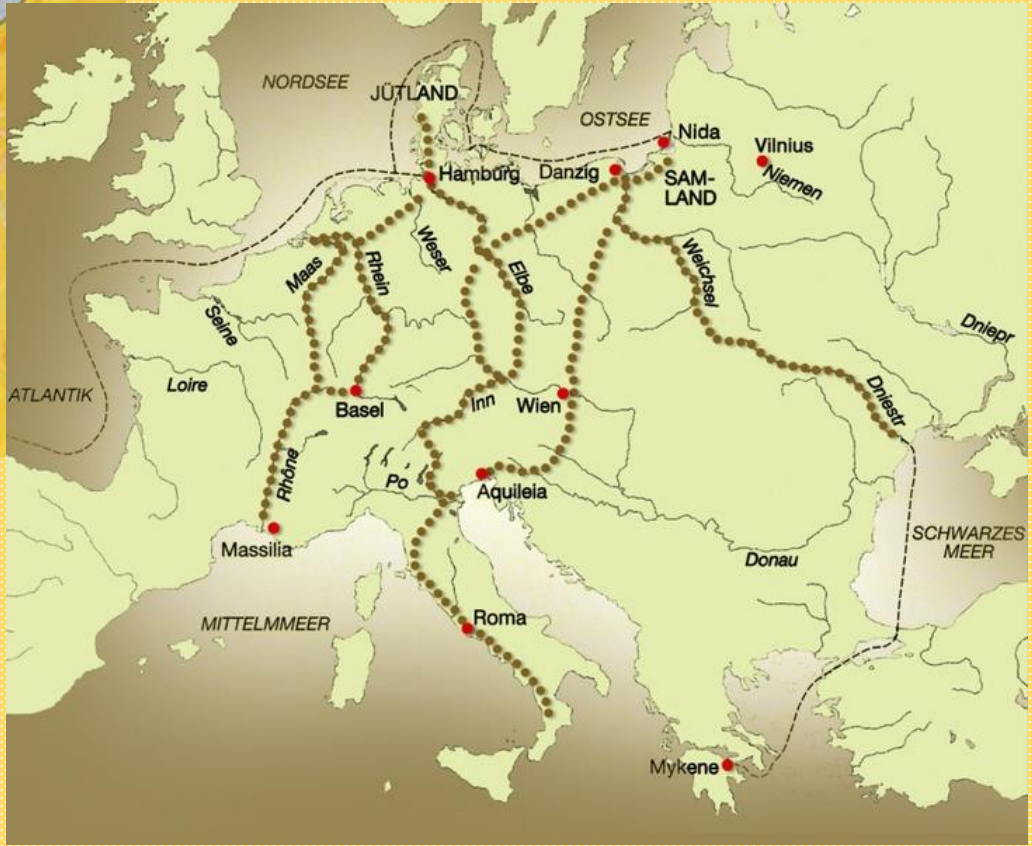 NORDSEE
JÜTLAND
OSTSEE
Nida
Vilnius
Hamburg
Danzig
Niemen
SAM-
LAND
Weser
Maas
Rhein
Elbe
Weichsel
Seine
Dniepr
Loire
ATLANTIK
Dniestr
Basel
Inn
Wien
Rhône
Po
Aquileia
Massilia
SCHWARZES
MEER
Donau
MITTELMMEER
Roma
Mykene